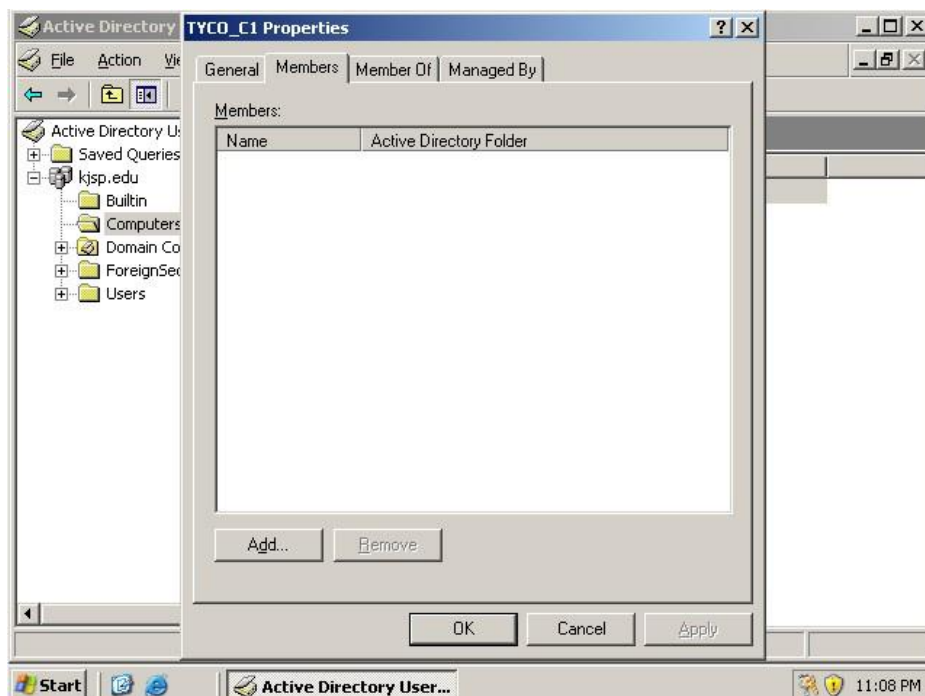 Active Directory
TYCO_C1 Properties
File Action Vie
General Members Member Of Managed By
Members:
Name Active Directory Folder
Active Directory Us
Saved Queries
kjsp.edu
Builtin
Computers
Domain Co
ForeignSec
Users
Add... Remove
OK Cancel Apply
Start Active Directory User... 11:08 PM